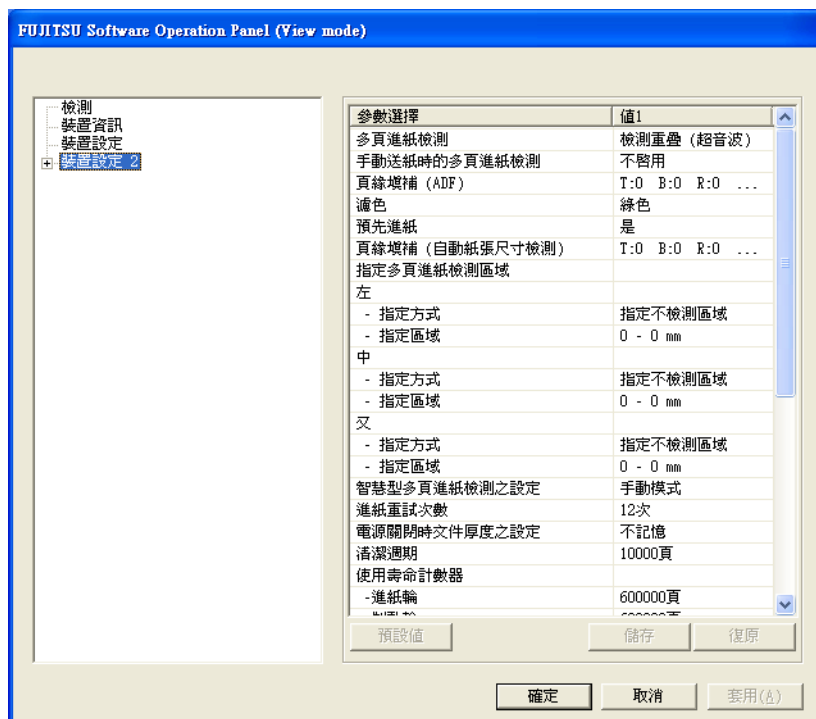 FUJITSU Software Operation Panel (View mode)
檢測
裝置資訊
裝置設定
裝置設定 2
參數選擇 值1
多頁進紙檢測 檢測重疊 (超音波)
手動送紙時的多頁進紙檢測 不啓用
頁緣塡補 (ADF) T:0 B:0 R:0 ...
濾色 綠色
預先進紙 是
頁緣塡補 (自動紙張尺寸檢測) T:0 B:0 R:0 ...
指定多頁進紙檢測區域
左
- 指定方式 指定不檢測區域
- 指定區域 0 - 0 mm
中
- 指定方式 指定不檢測區域
- 指定區域 0 - 0 mm
又
- 指定方式 指定不檢測區域
- 指定區域 0 - 0 mm
智慧型多頁進紙檢測之設定 手動模式
進紙重試次數 12次
電源關閉時文件厚度之設定 不記憶
清潔週期 10000頁
使用壽命計數器
-進紙輪 600000頁
預設値 儲存 復原
確定 取消 套用(A)